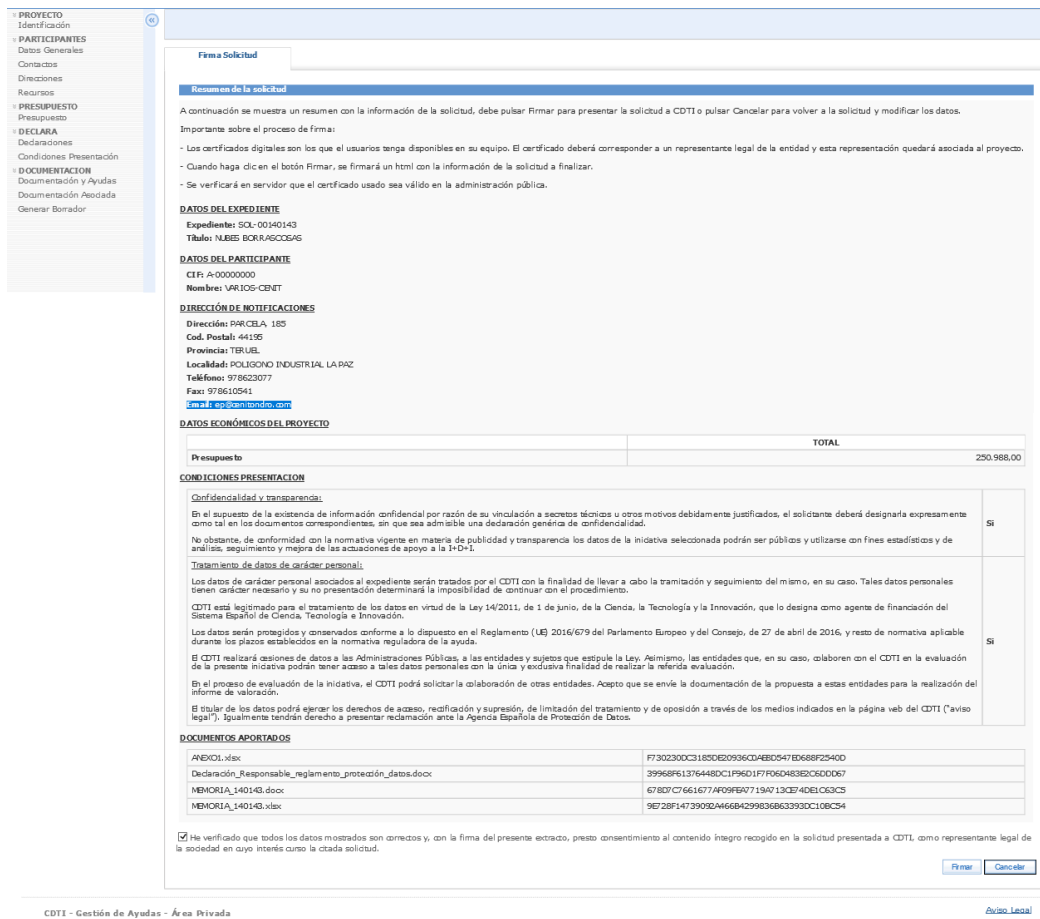 PROYECTO
Identificación
PARTICIPANTES
Datos Generales
Contactos
Direcciones
Recursos
PRESUPUESTO
Presupuesto
DECLARA
Declaraciones
Condiciones Presentación
DOCUMENTACION
Documentación y Ayudas
Documentación Asociada
Generar Borrador
Firma Solicitud
Resumen de la solicitud
A continuación se muestra un resumen con la información de la solicitud, debe pulsar Firmar para presentar la solicitud a CDTI o pulsar Cancelar para volver a la solicitud y modificar los datos.
Importante sobre el proceso de firma:
- Los certificados digitales son los que el usuarios tenga disponibles en su equipo. El certificado deberá corresponder a un representante legal de la entidad y esta representación quedará asociada al proyecto.
- Cuando haga clic en el botón Firmar, se firmará un html con la información de la solicitud a finalizar.
- Se verificará en servidor que el certificado usado sea válido en la administración pública.
DATOS DEL EXPEDIENTE
Expediente: SOL-00140143
Título: NUBES BORRASCOSAS
DATOS DEL PARTICIPANTE
CIF: A-00000000
Nombre: VARIOS-CENIT
DIRECCIÓN DE NOTIFICACIONES
Dirección: PARCELA, 185
Cod. Postal: 44195
Provincia: TERUEL
Localidad: POLIGONO INDUSTRIAL LA PAZ
Teléfono: 978623077
Fax: 978610541
Email: ep@cenitondro.com
DATOS ECONÓMICOS DEL PROYECTO
TOTAL
Presupuesto 250.988,00
CONDICIONES PRESENTACION
Confidencialidad y transparencia:
En el supuesto de la existencia de información confidencial por razón de su vinculación a secretos técnicos u otros motivos debidamente justificados, el solicitante deberá designarla expresamente
como tal en los documentos correspondientes, sin que sea admisible una declaración genérica de confidencialidad.
Si
No obstante, de conformidad con la normativa vigente en materia de publicidad y transparencia los datos de la iniciativa seleccionada podrán ser públicos y utilizarse con fines estadísticos y de
análisis, seguimiento y mejora de las actuaciones de apoyo a la I+D+I.
Tratamiento de datos de carácter personal:
Los datos de carácter personal asociados al expediente serán tratados por el CDTI con la finalidad de llevar a cabo la tramitación y seguimiento del mismo, en su caso. Tales datos personales
tienen carácter necesario y su no presentación determinará la imposibilidad de continuar con el procedimiento.
CDTI está legitimado para el tratamiento de los datos en virtud de la Ley 14/2011, de 1 de junio, de la Ciencia, la Tecnología y la Innovación, que lo designa como agente de financiación del
Sistema Español de Ciencia, Tecnología e Innovación.
Los datos serán protegidos y conservados conforme a lo dispuesto en el Reglamento (UE) 2016/679 del Parlamento Europeo y del Consejo, de 27 de abril de 2016, y resto de normativa aplicable
durante los plazos establecidos en la normativa reguladora de la ayuda.
Si
El CDTI realizará cesiones de datos a las Administraciones Públicas, a las entidades y sujetos que estipule la Ley. Asimismo, las entidades que, en su caso, colaboren con el CDTI en la evaluación
de la presente iniciativa podrán tener acceso a tales datos personales con la única y exclusiva finalidad de realizar la referida evaluación.
En el proceso de evaluación de la iniciativa, el CDTI podrá solicitar la colaboración de otras entidades. Acepto que se envíe la documentación de la propuesta a estas entidades para la realización del
informe de valoración.
El titular de los datos podrá ejercer los derechos de acceso, rectificación y supresión, de limitación del tratamiento y de oposición a través de los medios indicados en la página web del CDTI ("aviso
legal"). Igualmente tendrán derecho a presentar reclamación ante la Agencia Española de Protección de Datos.
DOCUMENTOS APORTADOS
ANEXO1.xlsx F730230DC3185DE20936C0AEBD547ED688F2540D
Declaración_Responsable_reglamento_protección_datos.docx 39968F61376448DC1F96D1F7F06D483E2C6DDD67
MEMORIA_140143.docx 678D7C7661677AF09FEA7719A713CE74DE1C63C5
MEMORIA_140143.xlsx 9E728F14739092A466B4299836B63393DC10BC54
He verificado que todos los datos mostrados son correctos y, con la firma del presente extracto, presto consentimiento al contenido íntegro recogido en la solicitud presentada a CDTI, como representante legal de
la sociedad en cuyo interés curso la citada solicitud.
Firmar Cancelar
CDTI - Gestión de Ayudas - Área Privada Aviso Legal